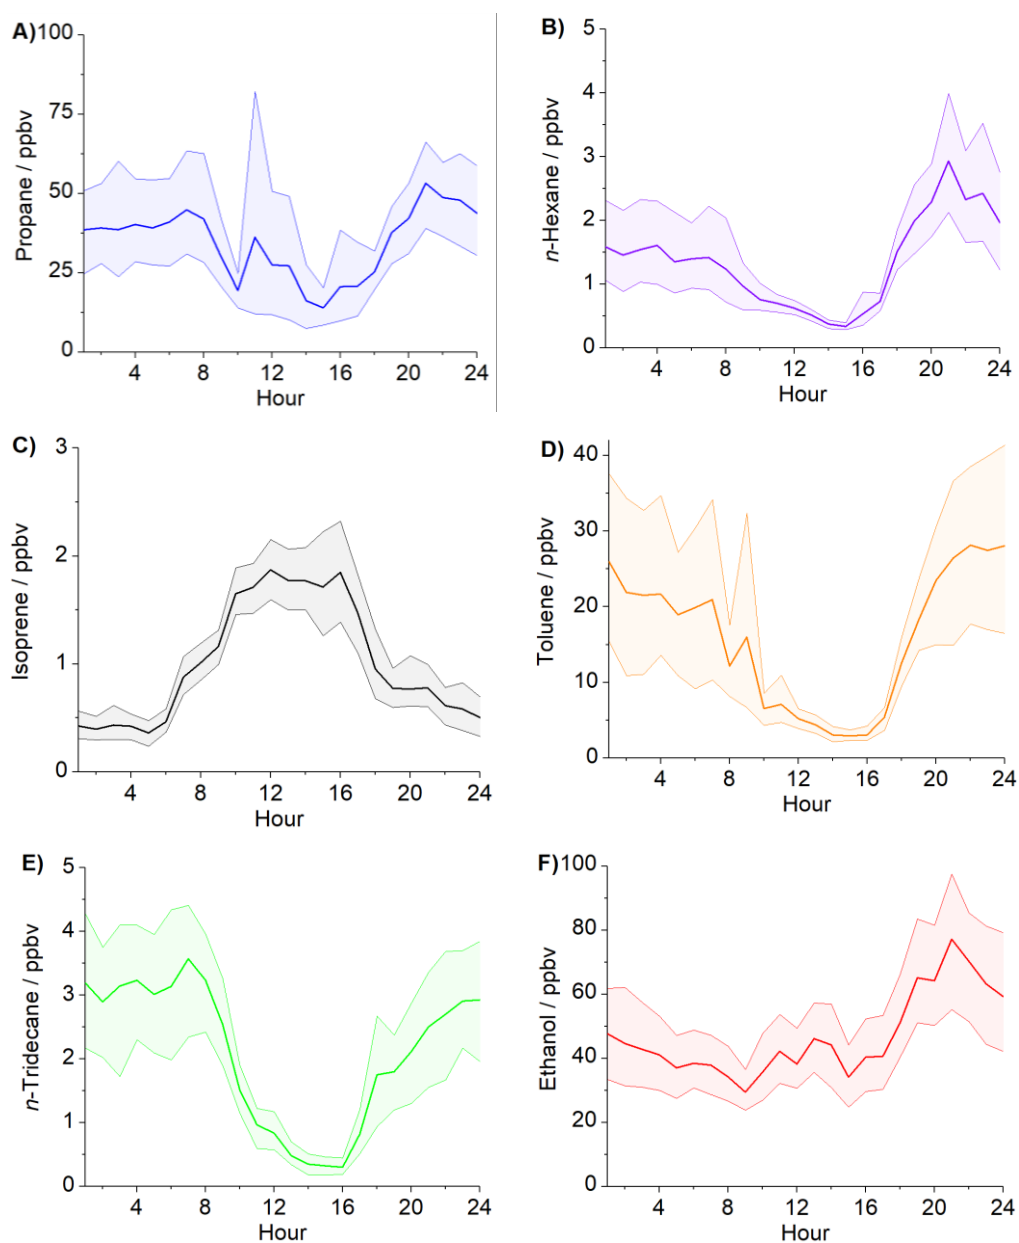 A) 100
75
50
25
0
Propane / ppbv
4 8 12 16 20 24
Hour
B) 5
4
3
2
1
0
n-Hexane / ppbv
4 8 12 16 20 24
Hour
C) 3
2
1
0
Isoprene / ppbv
4 8 12 16 20 24
Hour
D) 40
30
20
10
0
Toluene / ppbv
4 8 12 16 20 24
Hour
E) 5
4
3
2
1
0
n-Tridecane / ppbv
4 8 12 16 20 24
Hour
F) 100
80
60
40
20
0
Ethanol / ppbv
4 8 12 16 20 24
Hour